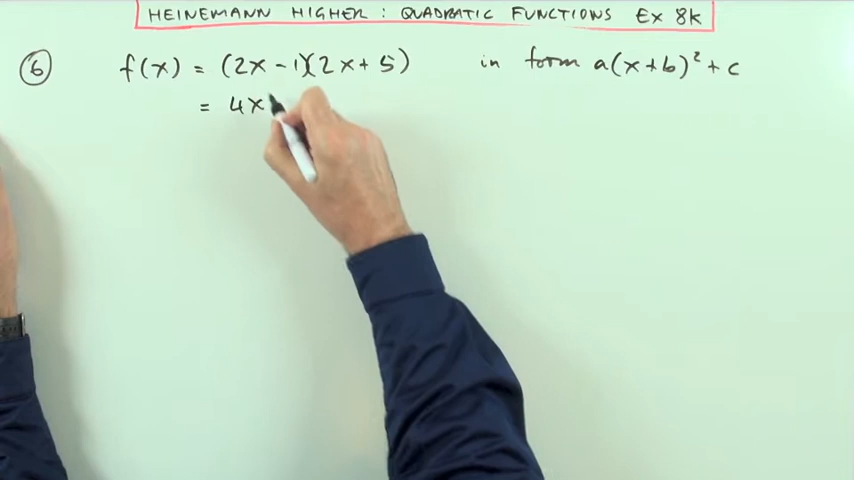 HEINEMANN HIGHER : QUADRATIC FUNCTIONS Ex 8k
6 f(x) = (2x - 1)(2x + 5) in form a(x+b)² + c
= 4x